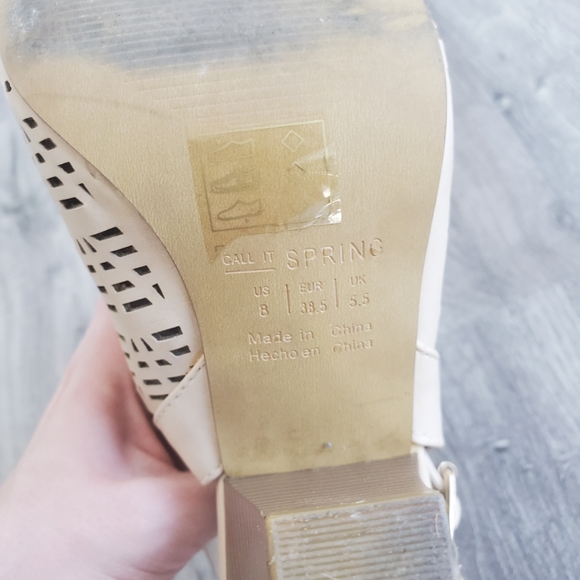 CALL IT SPRING
US | EUR | UK
8 | 38.5 | 5.5
Made in China
Hecho en China